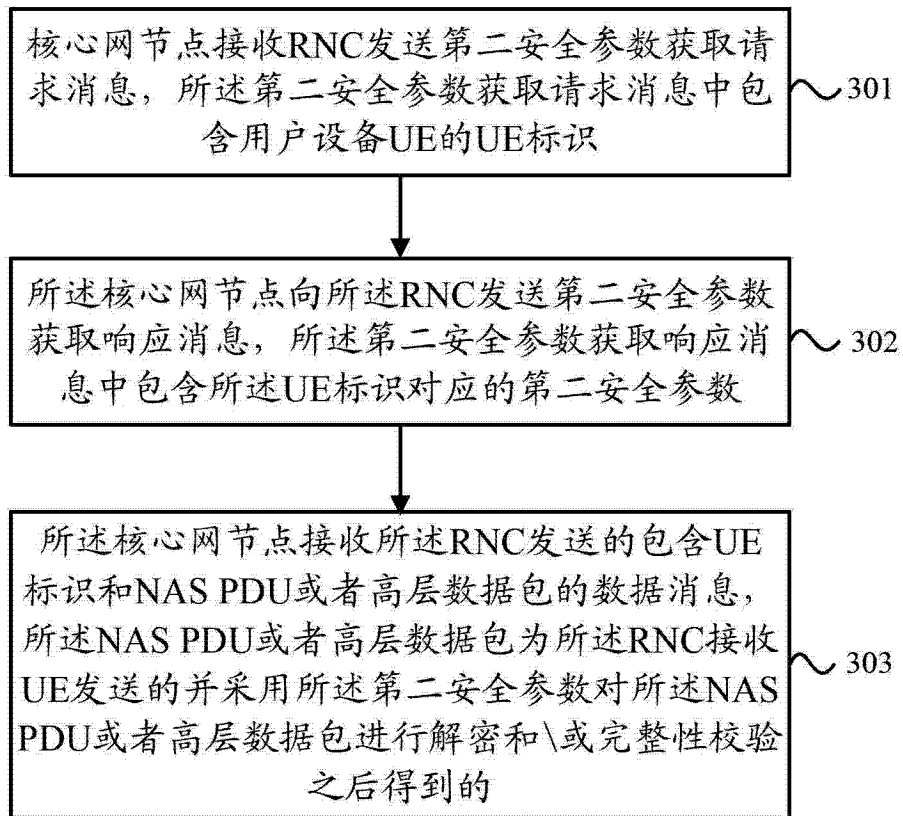 核心网节点接收RNC发送第二安全参数获取请
求消息，所述第二安全参数获取请求消息中包
含用户设备UE的UE标识
301
所述核心网节点向所述RNC发送第二安全参数
获取响应消息，所述第二安全参数获取响应消
息中包含所述UE标识对应的第二安全参数
302
所述核心网节点接收所述RNC发送的包含UE
标识和NAS PDU或者高层数据包的数据消息，
所述NAS PDU或者高层数据包为所述RNC接收
UE发送的并采用所述第二安全参数对所述NAS
PDU或者高层数据包进行解密和\或完整性校验
之后得到的
303